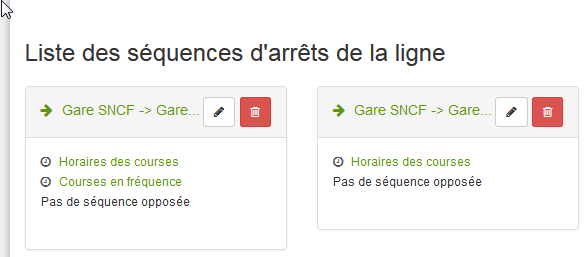 Liste des séquences d'arrêts de la ligne
Gare SNCF -> Gare...
Horaires des courses
Courses en fréquence
Pas de séquence opposée
Gare SNCF -> Gare...
Horaires des courses
Pas de séquence opposée